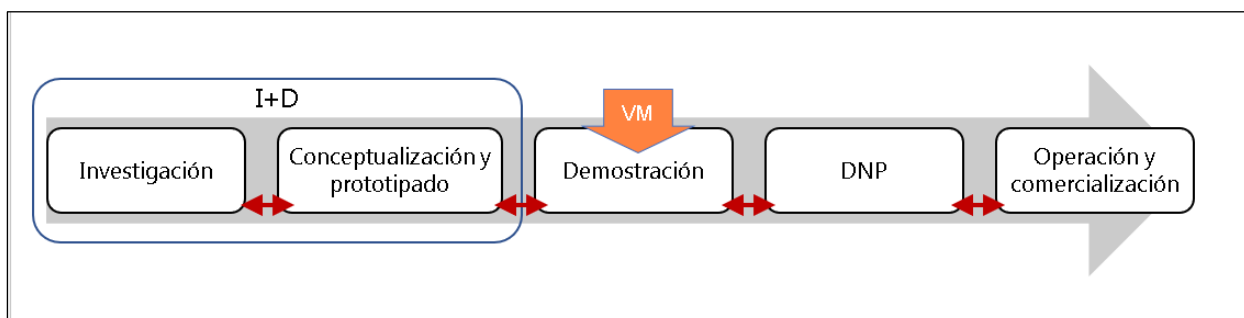 I+D
VM
Investigación
Conceptualización y
prototipado
Demostración
DNP
Operación y
comercialización